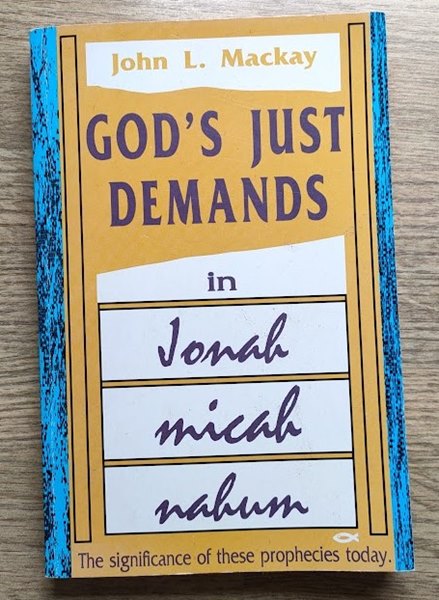 John L. Mackay
GOD'S JUST
DEMANDS
in
Jonah
micah
nahum
The significance of these prophecies today.